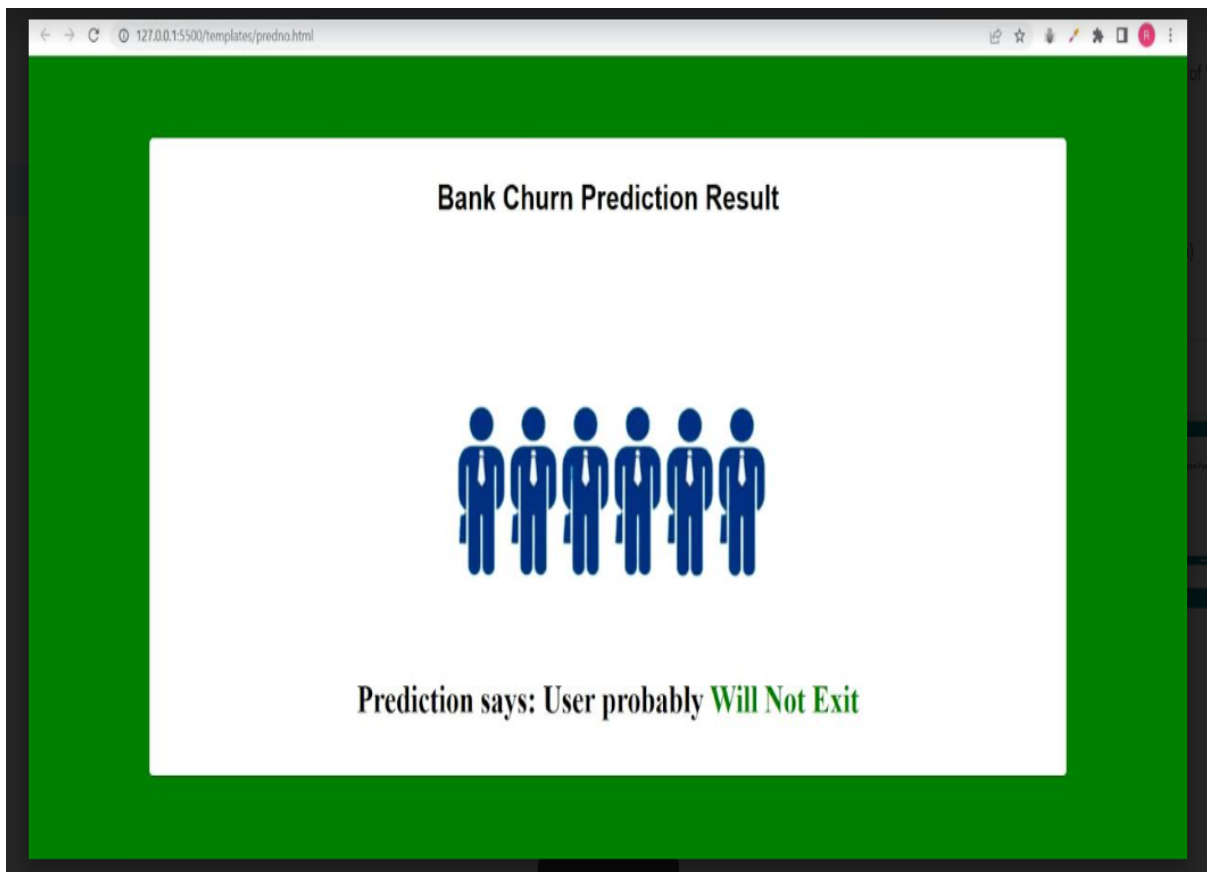 127.0.0.1:5500/templates/predno.html
R
of
Bank Churn Prediction Result
Prediction says: User probably Will Not Exit